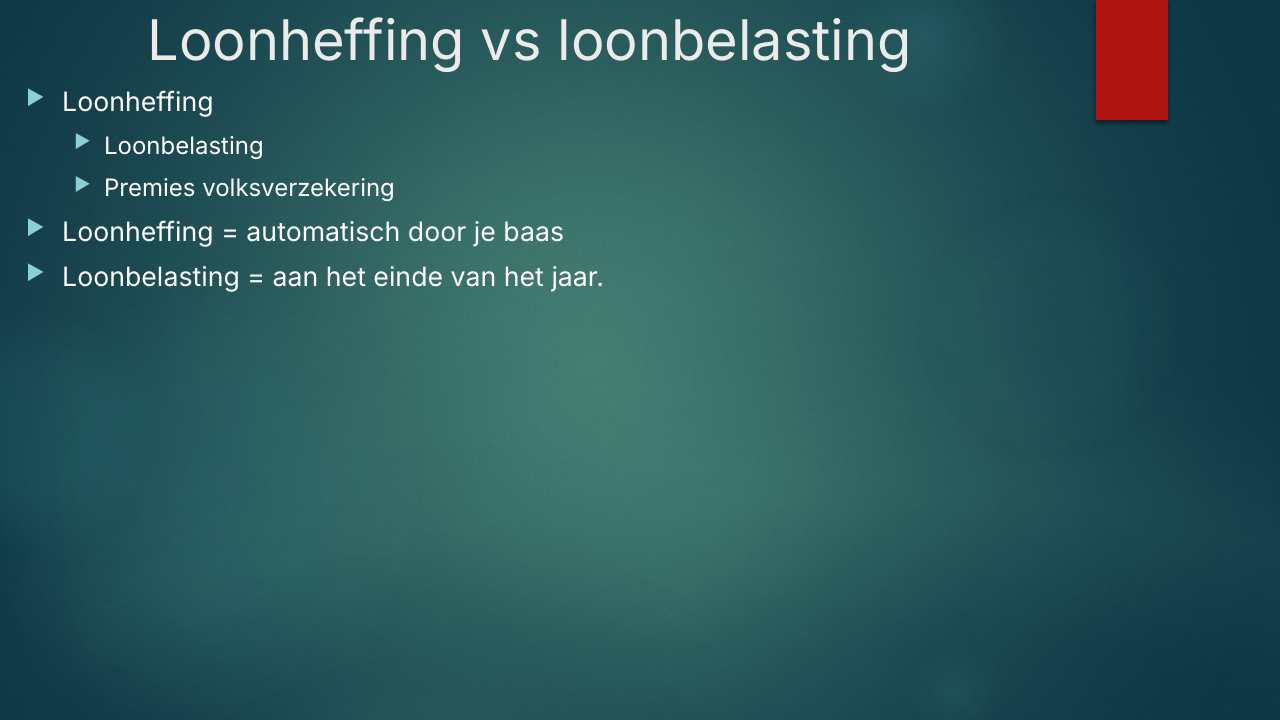 Loonheffing vs loonbelasting
Loonheffing
Loonbelasting
Premies volksverzekering
Loonheffing = automatisch door je baas
Loonbelasting = aan het einde van het jaar.